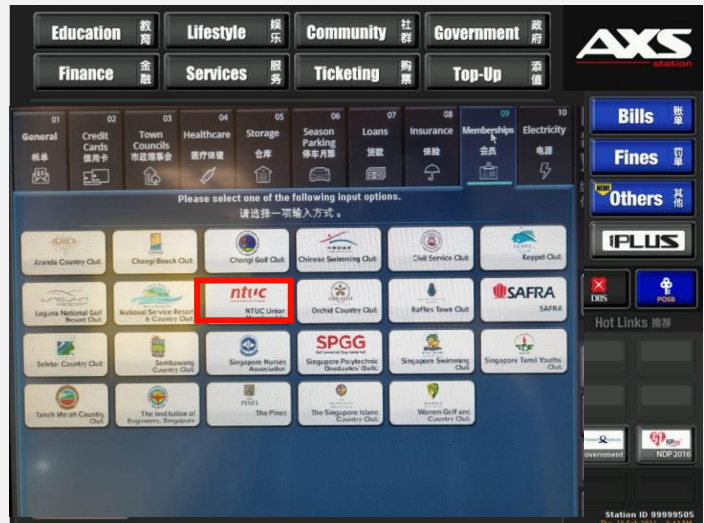 Education 教育
Lifestyle 娱乐
Community 社群
Government 政府
AXS
station
Finance 金融
Services 服务
Ticketing 购票
Top-Up 添值
01
General
帐单
02
Credit
Cards
信用卡
03
Town
Councils
市政理事会
04
Healthcare
医疗保健
05
Storage
仓库
06
Season
Parking
停车月票
07
Loans
贷款
08
Insurance
保险
09
Memberships
会员
10
Electricity
电源
Bills 账单
Fines 罚单
NEW!
Others 其他
iPLUS
DBS
POSB
Hot Links 推荐
Please select one of the following input options.
请选择一项输入方式。
Aranda Country Club
Changi Beach Club
Changi Golf Club
Chinese Swimming Club
Civil Service Club
Keppel Club
Laguna National Golf
Resort Club
National Service Resort
& Country Club
ntuc
NTUC Union
Membership
Orchid Country Club
Raffles Town Club
SAFRA
SAFRA
Seletar Country Club
Sembawang
Country Club
Singapore Nurses
Association
SPGG
Singapore Polytechnic
Graduates' Guild
Singapore Swimming
Club
Singapore Tamil Youths
Club
Tanah Merah Country
Club
The Institution of
Engineers, Singapore
PINES
The Pines
The Singapore Island
Country Club
Warren Golf and
Country Club
overnment
NDP 2016
Station ID 99999505